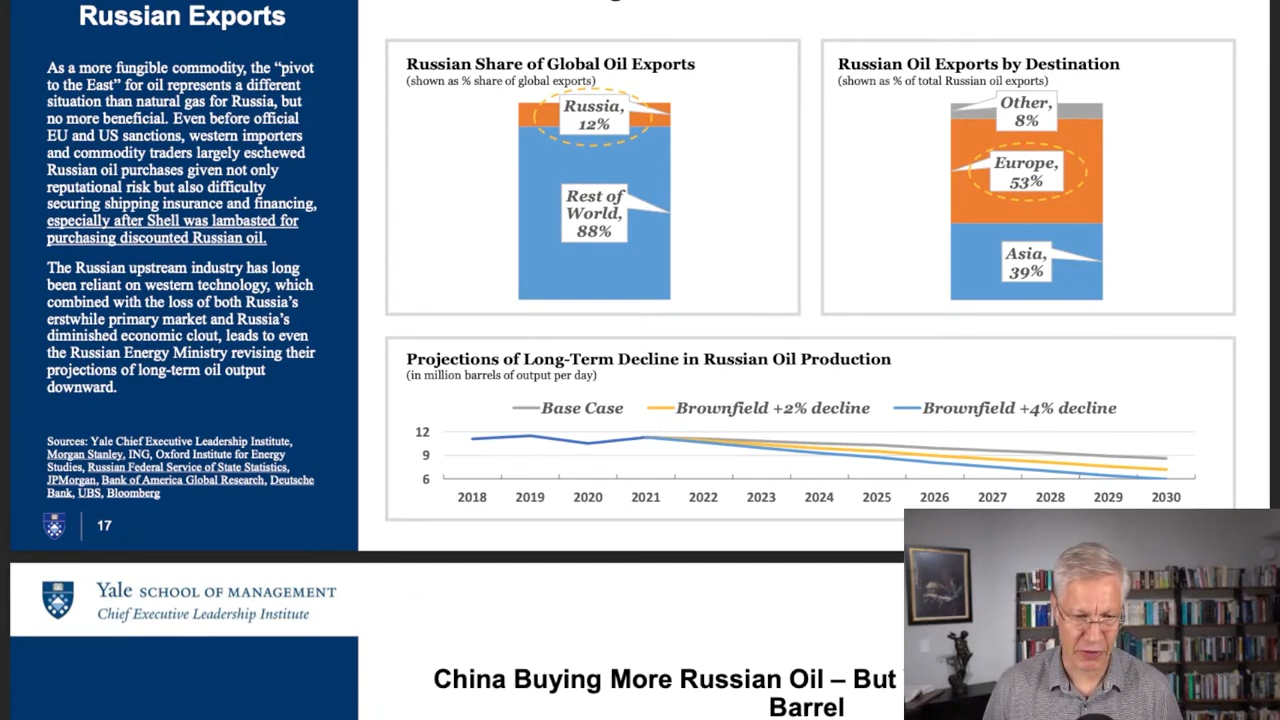 Russian Exports
As a more fungible commodity, the “pivot
to the East” for oil represents a different
situation than natural gas for Russia, but
no more beneficial. Even before official
EU and US sanctions, western importers
and commodity traders largely eschewed
Russian oil purchases given not only
reputational risk but also difficulty
securing shipping insurance and financing,
especially after Shell was lambasted for
purchasing discounted Russian oil.
The Russian upstream industry has long
been reliant on western technology, which
combined with the loss of both Russia’s
erstwhile primary market and Russia’s
diminished economic clout, leads to even
the Russian Energy Ministry revising their
projections of long-term oil output
downward.
Sources: Yale Chief Executive Leadership Institute,
Morgan Stanley, ING, Oxford Institute for Energy
Studies, Russian Federal Service of State Statistics,
JPMorgan, Bank of America Global Research, Deutsche
Bank, UBS, Bloomberg
17
Russian Share of Global Oil Exports
(shown as % share of global exports)
Russia,
12%
Rest of
World,
88%
Russian Oil Exports by Destination
(shown as % of total Russian oil exports)
Other,
8%
Europe,
53%
Asia,
39%
Projections of Long-Term Decline in Russian Oil Production
(in million barrels of output per day)
Base Case Brownfield +2% decline Brownfield +4% decline
12
9
6
2018 2019 2020 2021 2022 2023 2024 2025 2026 2027 2028 2029 2030
Yale SCHOOL OF MANAGEMENT
Chief Executive Leadership Institute
China Buying More Russian Oil – But
Barrel